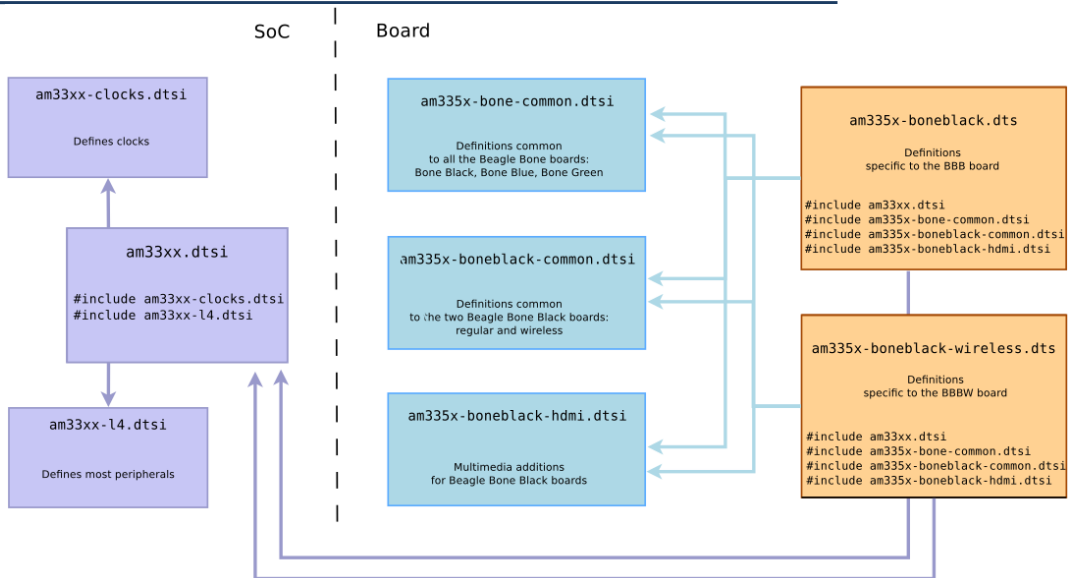 SoC
Board
am33xx-clocks.dtsi
Defines clocks
am33xx.dtsi
#include am33xx-clocks.dtsi
#include am33xx-l4.dtsi
am33xx-l4.dtsi
Defines most peripherals
am335x-bone-common.dtsi
Definitions common
to all the Beagle Bone boards:
Bone Black, Bone Blue, Bone Green
am335x-boneblack-common.dtsi
Definitions common
to the two Beagle Bone Black boards:
regular and wireless
am335x-boneblack-hdmi.dtsi
Multimedia additions
for Beagle Bone Black boards
am335x-boneblack.dts
Definitions
specific to the BBB board
#include am33xx.dtsi
#include am335x-bone-common.dtsi
#include am335x-boneblack-common.dtsi
#include am335x-boneblack-hdmi.dtsi
am335x-boneblack-wireless.dts
Definitions
specific to the BBBW board
#include am33xx.dtsi
#include am335x-bone-common.dtsi
#include am335x-boneblack-common.dtsi
#include am335x-boneblack-hdmi.dtsi